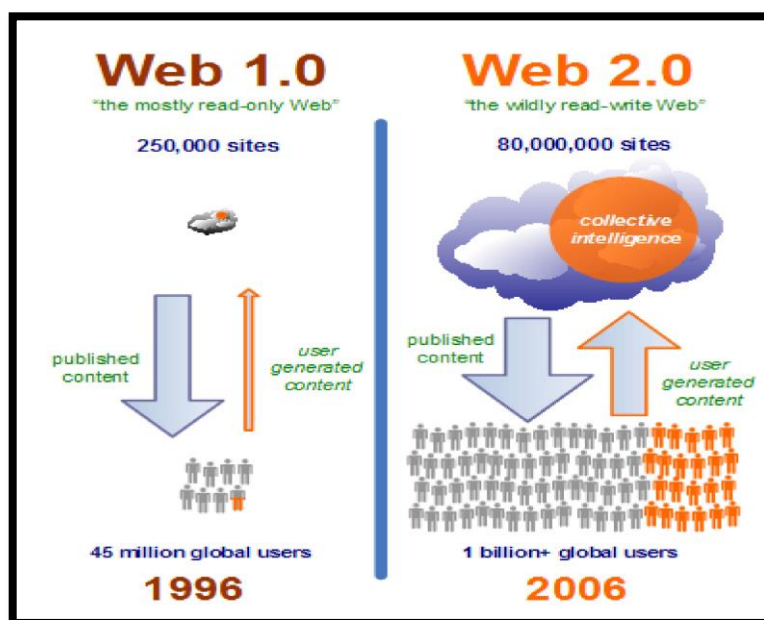 Web 1.0
"the mostly read-only Web"
250,000 sites
published
content
user
generated
content
45 million global users
1996
Web 2.0
"the wildly read-write Web"
80,000,000 sites
collective
intelligence
published
content
user
generated
content
1 billion+ global users
2006